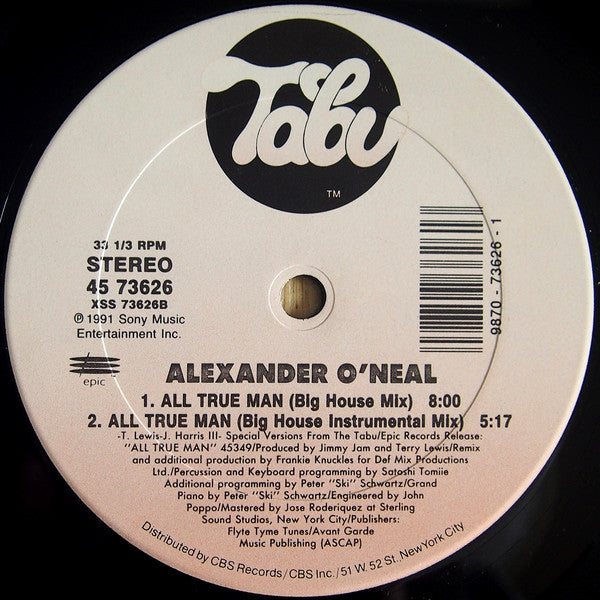 Tabu
TM
33 1/3 RPM
STEREO
45 73626
XSS 73626B
℗ 1991 Sony Music
Entertainment Inc.
epic
9870 - 73626 - 1
ALEXANDER O'NEAL
1. ALL TRUE MAN (Big House Mix) 8:00
2. ALL TRUE MAN (Big House Instrumental Mix) 5:17
-T. Lewis-J. Harris III- Special Versions From The Tabu/Epic Records Release:
"ALL TRUE MAN" 45349/Produced by Jimmy Jam and Terry Lewis/Remix
and additional production by Frankie Knuckles for Def Mix Productions
Ltd./Percussion and Keyboard programming by Satoshi Tomiie
Additional programming by Peter "Ski" Schwartz/Grand
Piano by Peter "Ski" Schwartz/Engineered by John
Poppo/Mastered by Jose Roderiquez at Sterling
Sound Studios, New York City/Publishers:
Flyte Tyme Tunes/Avant Garde
Music Publishing (ASCAP)
Distributed by CBS Records/CBS Inc./51 W. 52 St., New York City